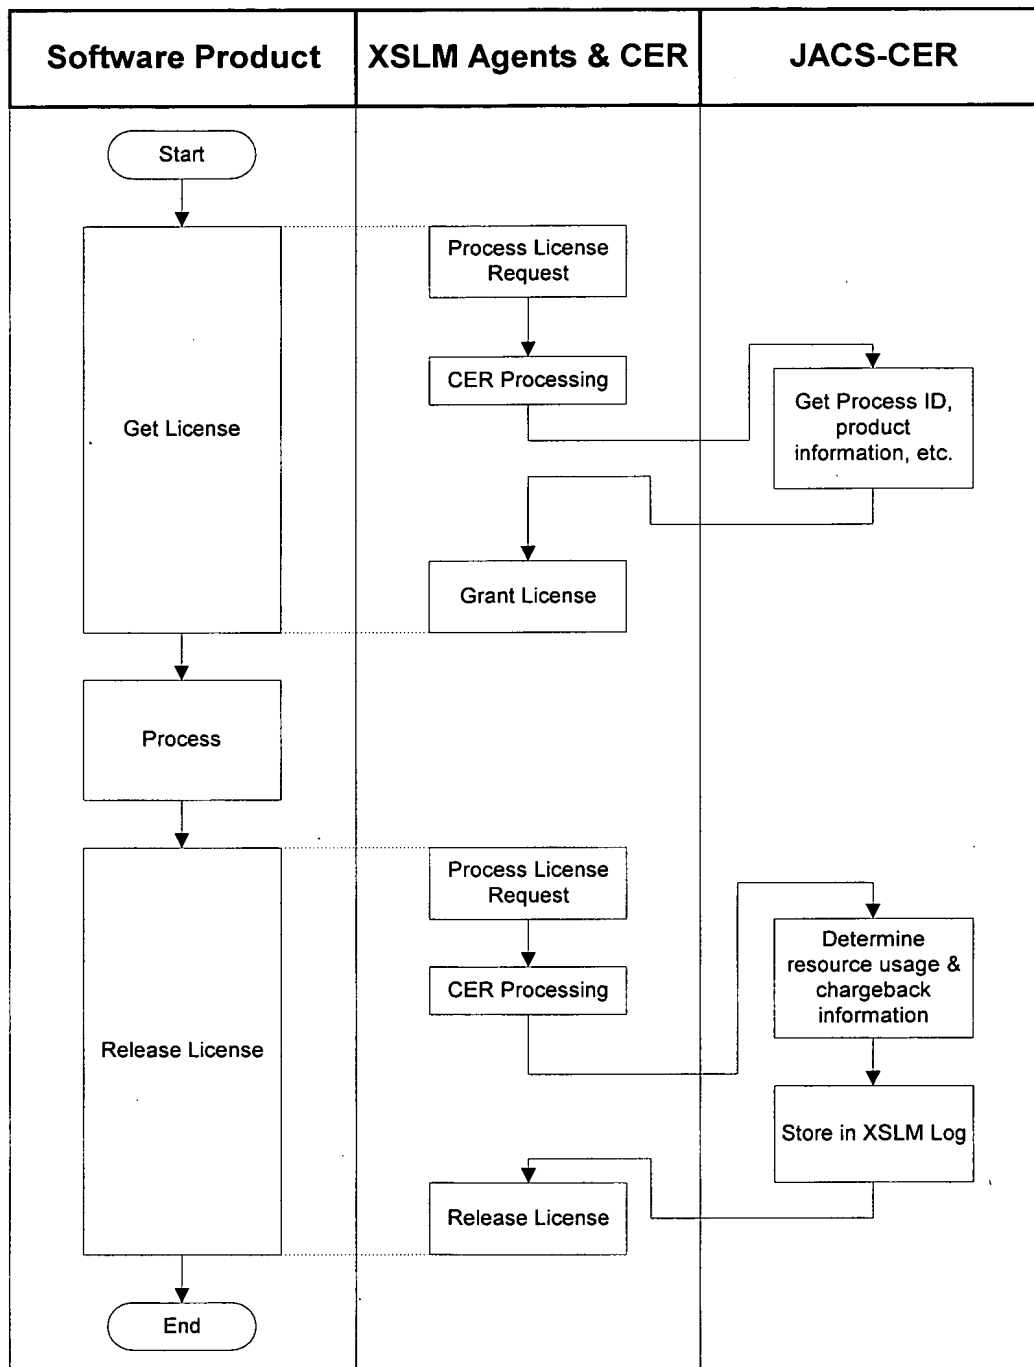 Software Product
XSLM Agents & CER
JACS-CER
Start
Get License
Process License
Request
CER Processing
Get Process ID,
product
information, etc.
Grant License
Process
Release License
Process License
Request
CER Processing
Determine
resource usage &
chargeback
information
Store in XSLM Log
Release License
End